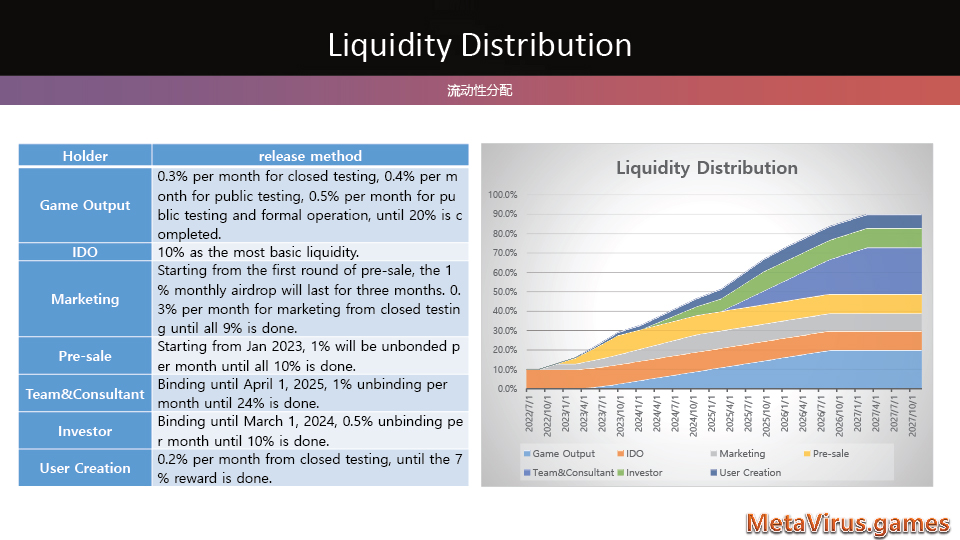 Liquidity Distribution
流动性分配
Holder
release method
Game Output
0.3% per month for closed testing, 0.4% per m
onth for public testing, 0.5% per month for pu
blic testing and formal operation, until 20% is c
ompleted.
IDO
10% as the most basic liquidity.
Marketing
Starting from the first round of pre-sale, the 1
% monthly airdrop will last for three months. 0.
3% per month for marketing from closed testin
g until all 9% is done.
Pre-sale
Starting from Jan 2023, 1% will be unbonded p
er month until all 10% is done.
Team&Consultant
Binding until April 1, 2025, 1% unbinding per
month until 24% is done.
Investor
Binding until March 1, 2024, 0.5% unbinding pe
r month until 10% is done.
User Creation
0.2% per month from closed testing, until the 7
% reward is done.
Liquidity Distribution
100.0%
90.0%
80.0%
70.0%
60.0%
50.0%
40.0%
30.0%
20.0%
10.0%
0.0%
2022/7/1
2022/10/1
2023/1/1
2023/4/1
2023/7/1
2023/10/1
2024/1/1
2024/4/1
2024/7/1
2024/10/1
2025/1/1
2025/4/1
2025/7/1
2025/10/1
2026/1/1
2026/4/1
2026/7/1
2026/10/1
2027/1/1
2027/4/1
2027/7/1
2027/10/1
Game Output
IDO
Marketing
Pre-sale
Team&Consultant
Investor
User Creation
MetaVirus.games